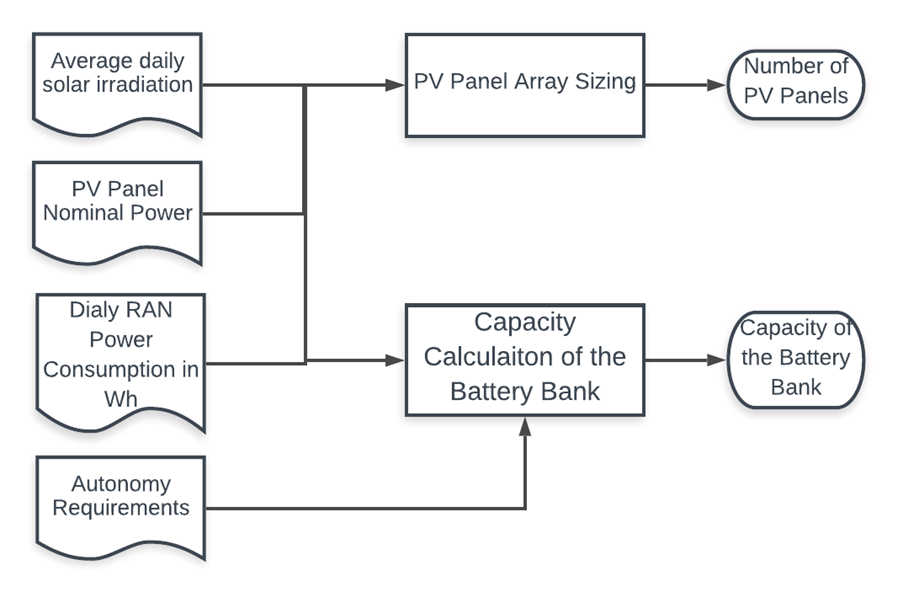 Average daily
solar irradiation
PV Panel Array Sizing
Number of
PV Panels
PV Panel
Nominal Power
Dialy RAN
Power
Consumption in
Wh
Capacity
Calculaiton of the
Battery Bank
Capacity of
the Battery
Bank
Autonomy
Requirements